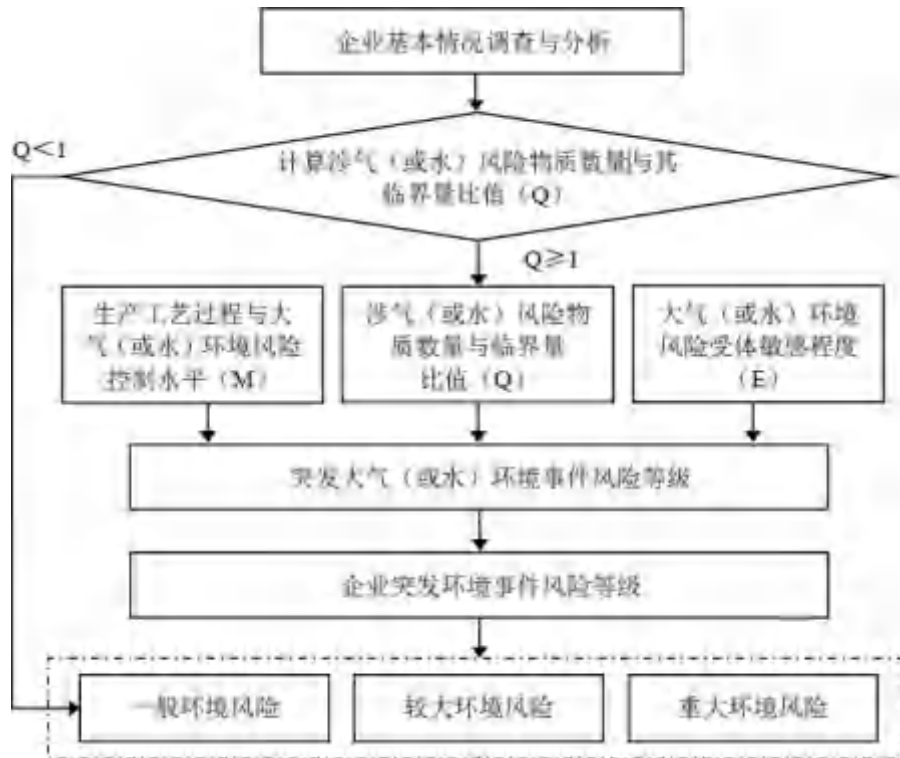 企业基本情况调查与分析
Q<1
计算涉气（或水）风险物质数量与其
临界量比值（Q）
Q≥1
生产工艺过程与大
气（或水）环境风险
控制水平（M）
涉气（或水）风险物
质数量与临界量
比值（Q）
大气（或水）环境
风险受体敏感程度
（E）
突发大气（或水）环境事件风险等级
企业突发环境事件风险等级
一般环境风险
较大环境风险
重大环境风险